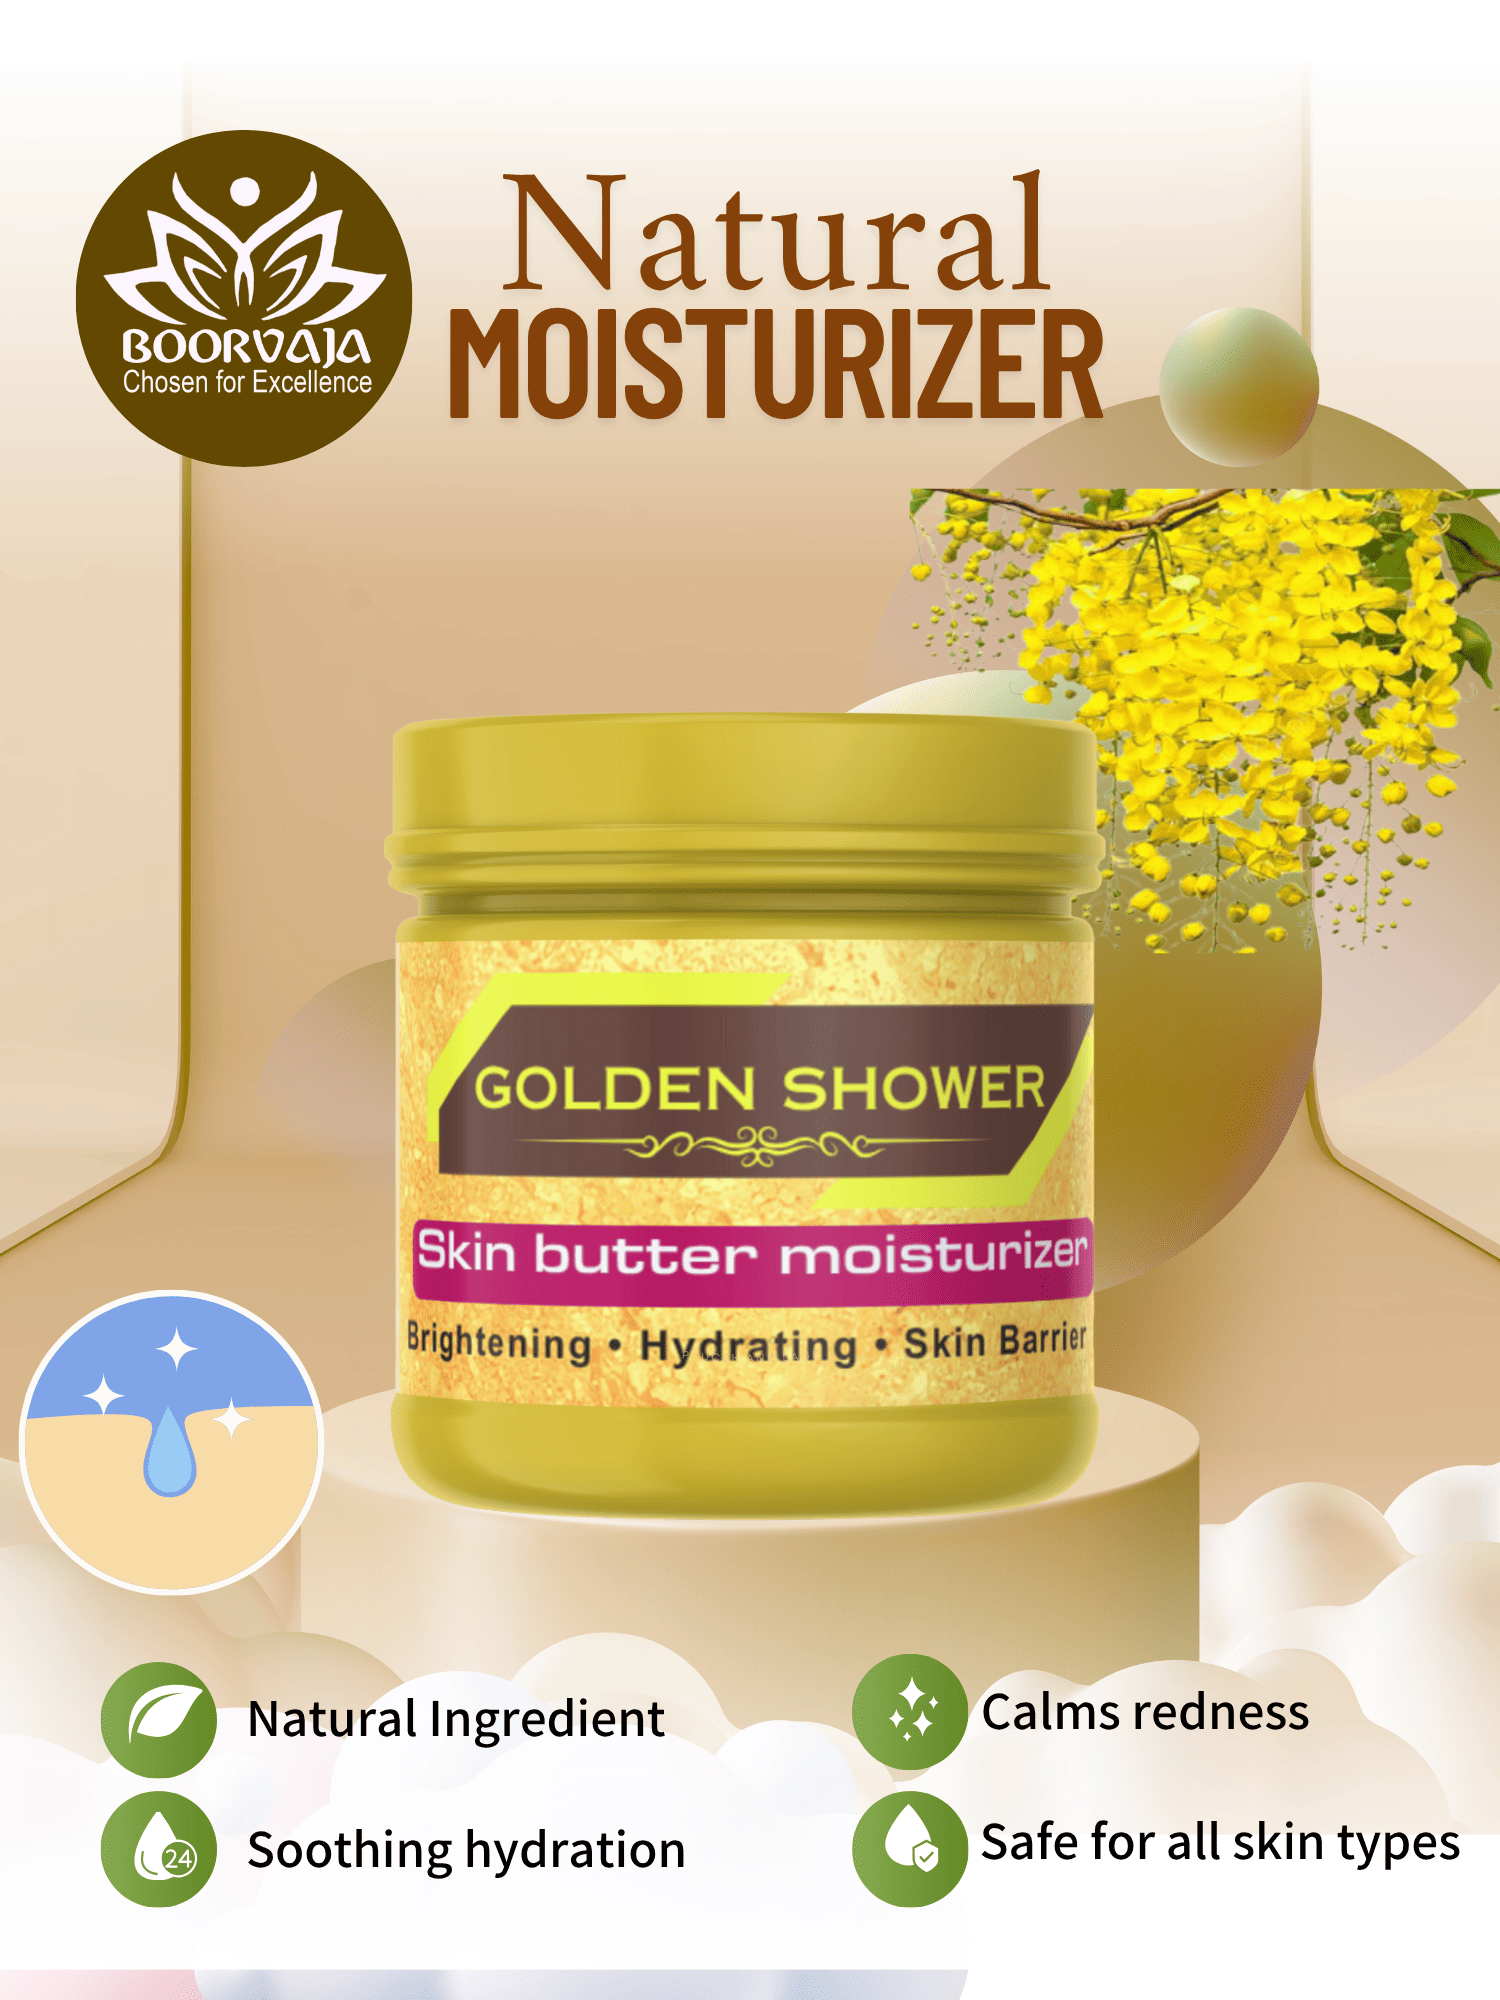 BOORVAJA
Chosen for Excellence
Natural
MOISTURIZER
GOLDEN SHOWER
Skin butter moisturizer
Brightening • Hydrating • Skin Barrier
Natural Ingredient
Calms redness
24
Soothing hydration
Safe for all skin types